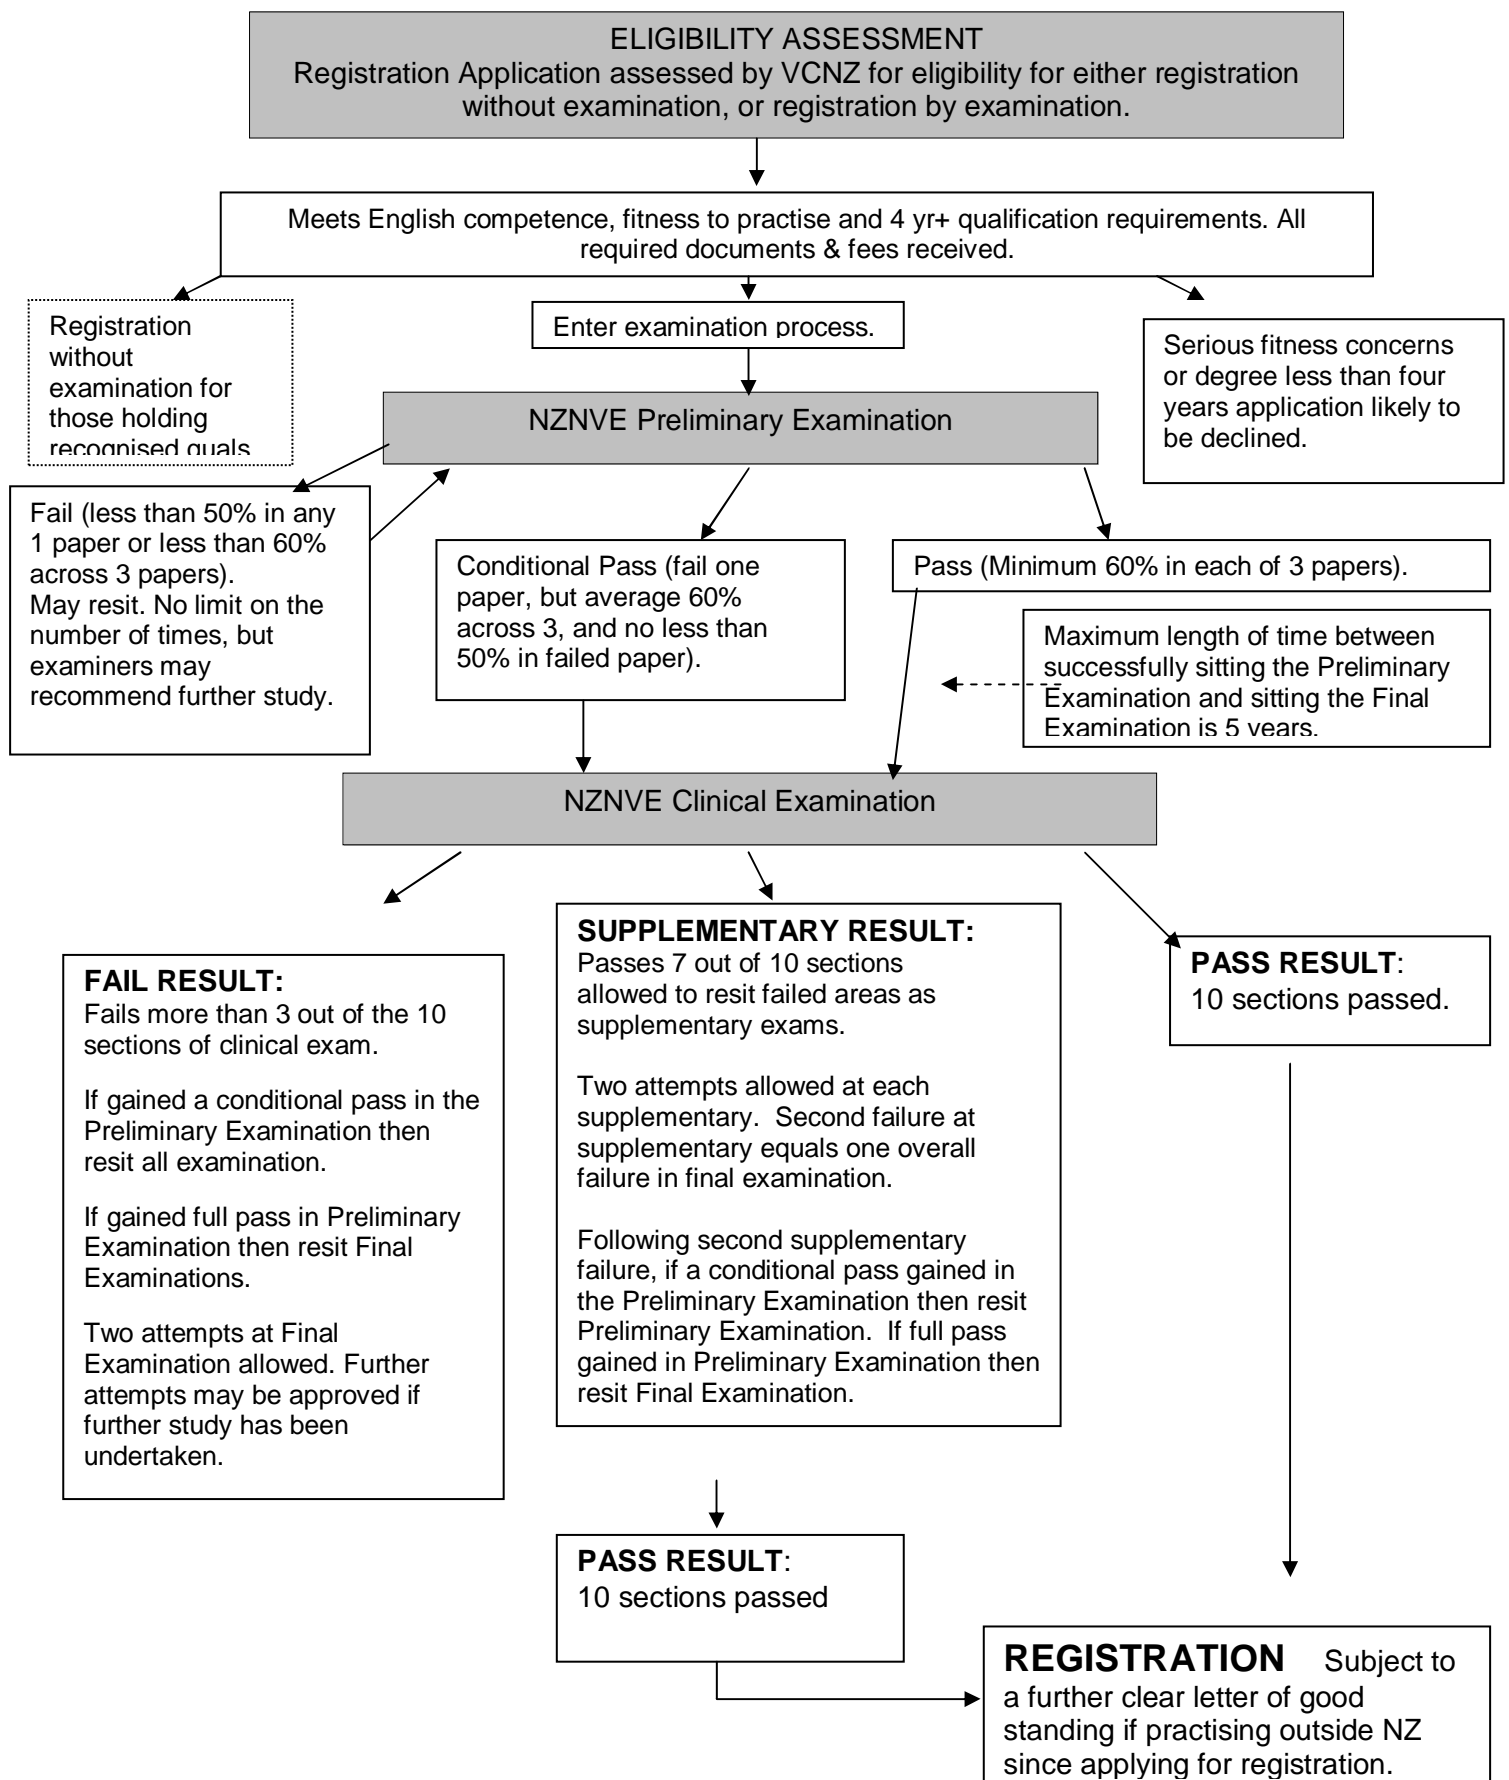 ELIGIBILITY ASSESSMENT
Registration Application assessed by VCNZ for eligibility for either registration
without examination, or registration by examination.
Meets English competence, fitness to practise and 4 yr+ qualification requirements. All
required documents & fees received.
Registration
without
examination for
those holding
recognised quals
Enter examination process.
Serious fitness concerns
or degree less than four
years application likely to
be declined.
NZNVE Preliminary Examination
Fail (less than 50% in any
1 paper or less than 60%
across 3 papers).
May resit. No limit on the
number of times, but
examiners may
recommend further study.
Conditional Pass (fail one
paper, but average 60%
across 3, and no less than
50% in failed paper).
Pass (Minimum 60% in each of 3 papers).
Maximum length of time between
successfully sitting the Preliminary
Examination and sitting the Final
Examination is 5 years.
NZNVE Clinical Examination
FAIL RESULT:
Fails more than 3 out of the 10
sections of clinical exam.
If gained a conditional pass in the
Preliminary Examination then
resit all examination.
If gained full pass in Preliminary
Examination then resit Final
Examinations.
Two attempts at Final
Examination allowed. Further
attempts may be approved if
further study has been
undertaken.
SUPPLEMENTARY RESULT:
Passes 7 out of 10 sections
allowed to resit failed areas as
supplementary exams.
Two attempts allowed at each
supplementary. Second failure at
supplementary equals one overall
failure in final examination.
Following second supplementary
failure, if a conditional pass gained in
the Preliminary Examination then resit
Preliminary Examination. If full pass
gained in Preliminary Examination then
resit Final Examination.
PASS RESULT:
10 sections passed.
PASS RESULT:
10 sections passed
REGISTRATION Subject to
a further clear letter of good
standing if practising outside NZ
since applying for registration.